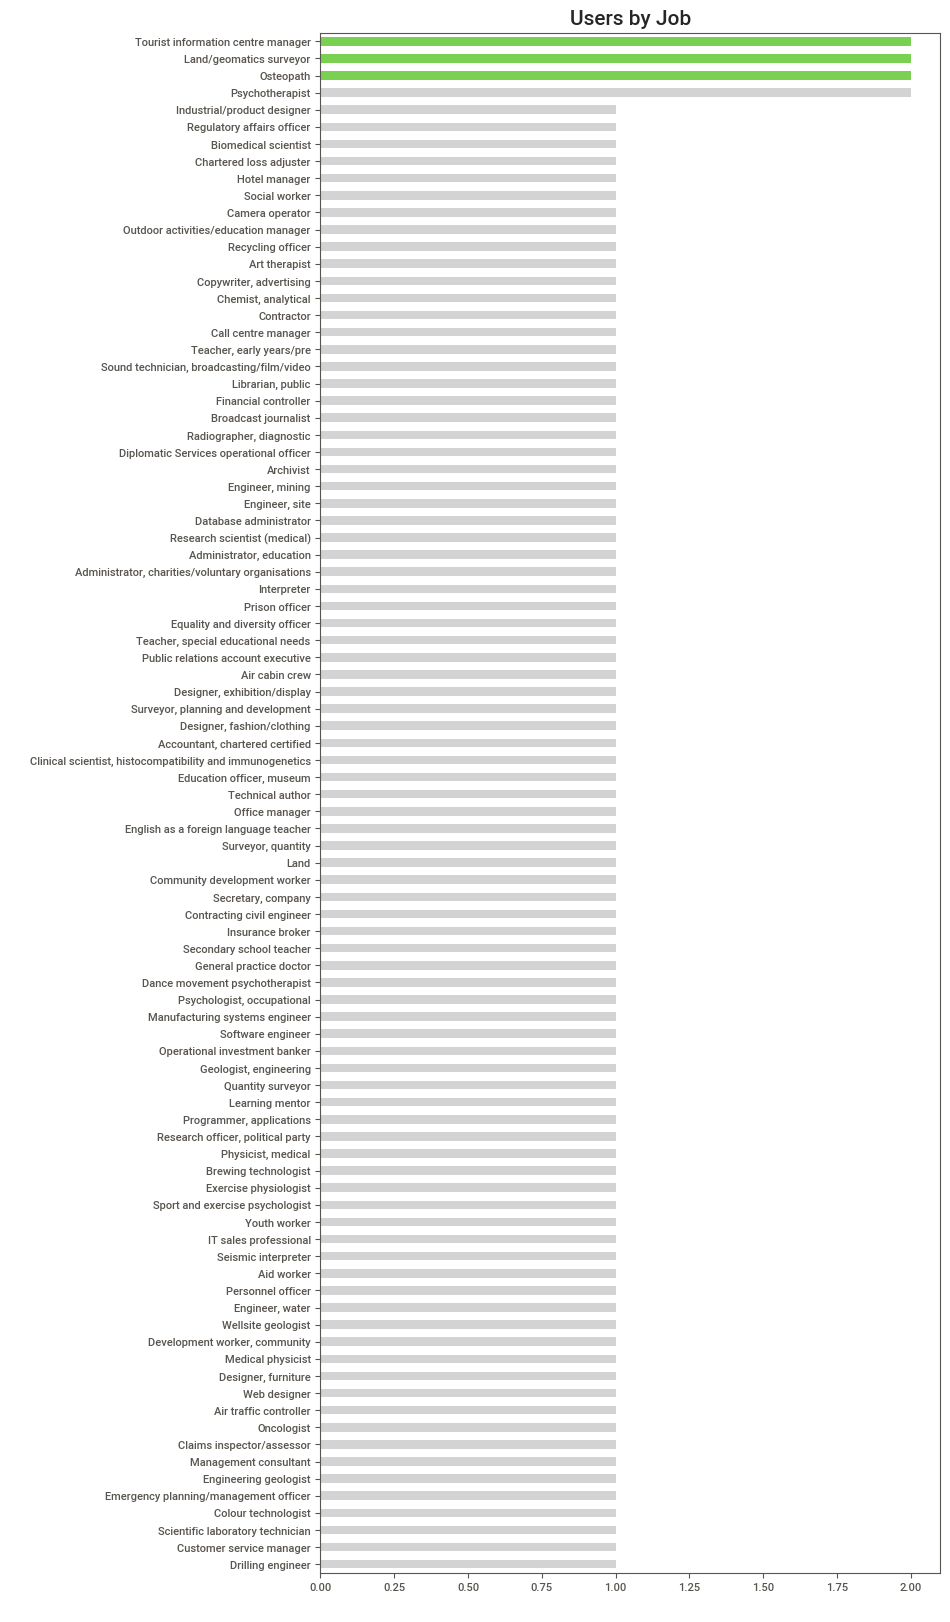 Users by Job
Tourist information centre manager
Land/geomatics surveyor
Osteopath
Psychotherapist
Industrial/product designer
Regulatory affairs officer
Biomedical scientist
Chartered loss adjuster
Hotel manager
Social worker
Camera operator
Outdoor activities/education manager
Recycling officer
Art therapist
Copywriter, advertising
Chemist, analytical
Contractor
Call centre manager
Teacher, early years/pre
Sound technician, broadcasting/film/video
Librarian, public
Financial controller
Broadcast journalist
Radiographer, diagnostic
Diplomatic Services operational officer
Archivist
Engineer, mining
Engineer, site
Database administrator
Research scientist (medical)
Administrator, education
Administrator, charities/voluntary organisations
Interpreter
Prison officer
Equality and diversity officer
Teacher, special educational needs
Public relations account executive
Air cabin crew
Designer, exhibition/display
Surveyor, planning and development
Designer, fashion/clothing
Accountant, chartered certified
Clinical scientist, histocompatibility and immunogenetics
Education officer, museum
Technical author
Office manager
English as a foreign language teacher
Surveyor, quantity
Land
Community development worker
Secretary, company
Contracting civil engineer
Insurance broker
Secondary school teacher
General practice doctor
Dance movement psychotherapist
Psychologist, occupational
Manufacturing systems engineer
Software engineer
Operational investment banker
Geologist, engineering
Quantity surveyor
Learning mentor
Programmer, applications
Research officer, political party
Physicist, medical
Brewing technologist
Exercise physiologist
Sport and exercise psychologist
Youth worker
IT sales professional
Seismic interpreter
Aid worker
Personnel officer
Engineer, water
Wellsite geologist
Development worker, community
Medical physicist
Designer, furniture
Web designer
Air traffic controller
Oncologist
Claims inspector/assessor
Management consultant
Engineering geologist
Emergency planning/management officer
Colour technologist
Scientific laboratory technician
Customer service manager
Drilling engineer
0.00 0.25 0.50 0.75 1.00 1.25 1.50 1.75 2.00